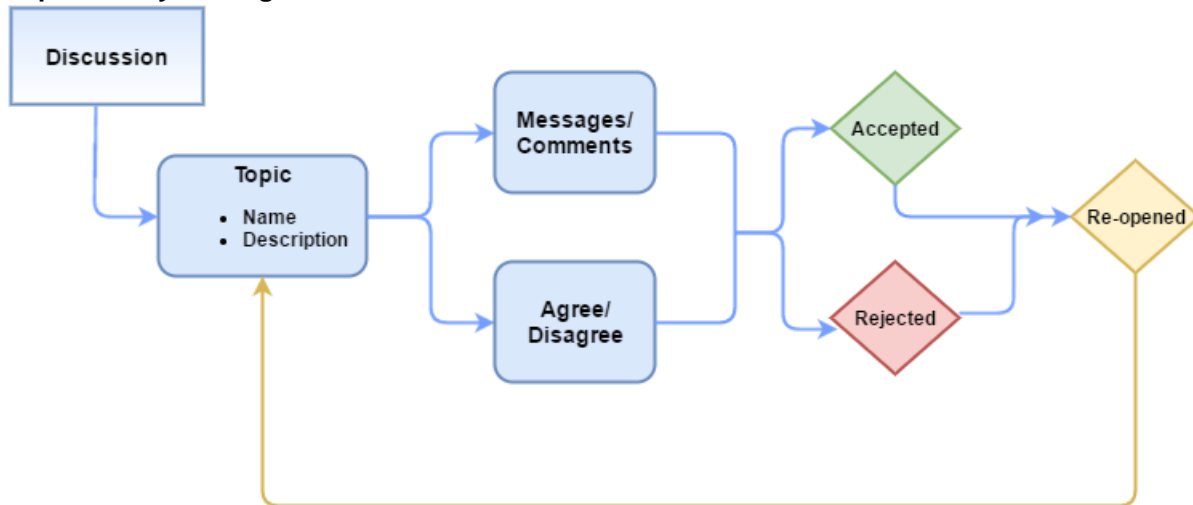 Discussion
Topic
• Name
• Description
Messages/
Comments
Agree/
Disagree
Accepted
Rejected
Re-opened